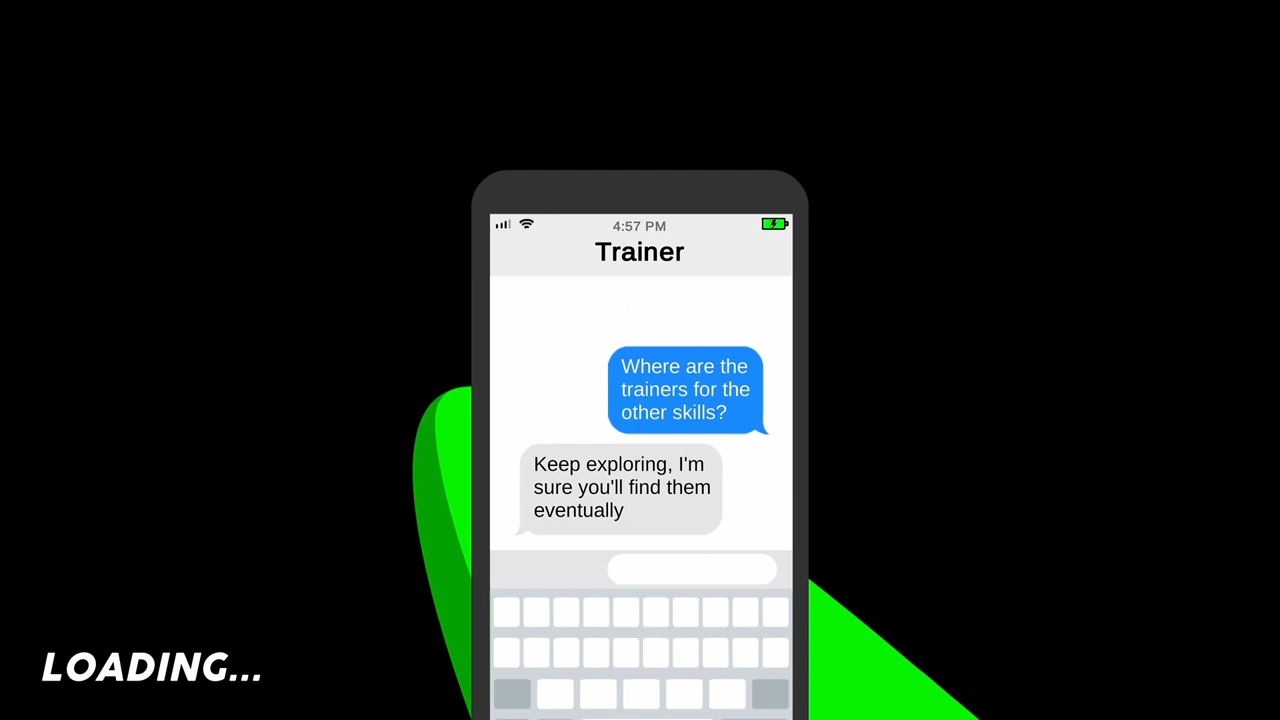 4:57 PM
Trainer
Where are the
trainers for the
other skills?
Keep exploring, I'm
sure you'll find them
eventually
LOADING...